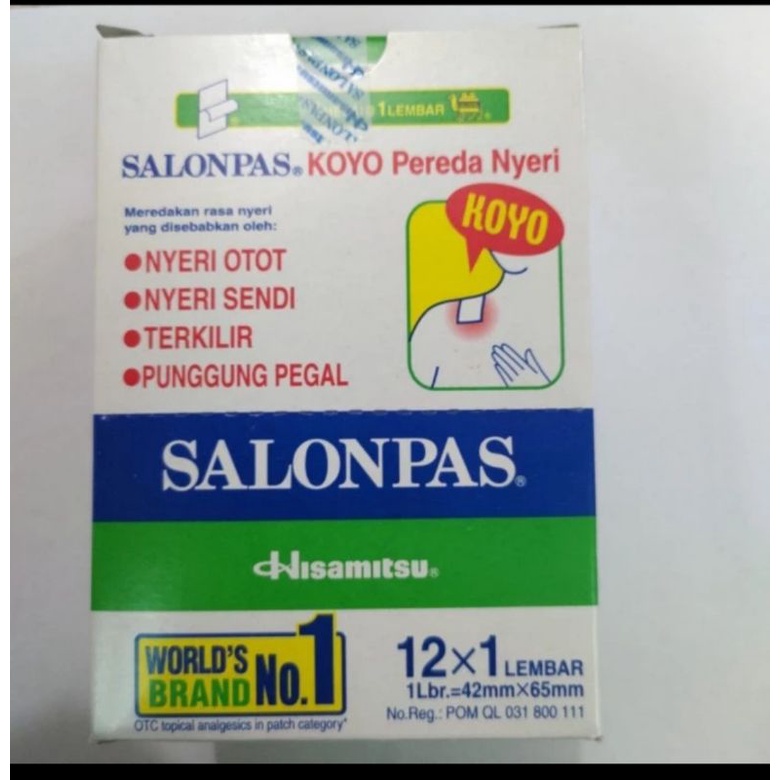 1 LEMBAR
SALONPAS® KOYO Pereda Nyeri
Meredakan rasa nyeri
yang disebabkan oleh:
●NYERI OTOT
●NYERI SENDI
●TERKILIR
●PUNGGUNG PEGAL
KOYO
SALONPAS®
Hisamitsu®
WORLD'S
BRAND No.1
OTC topical analgesics in patch category*
12×1 LEMBAR
1Lbr.=42mm×65mm
No.Reg.: POM QL 031 800 111